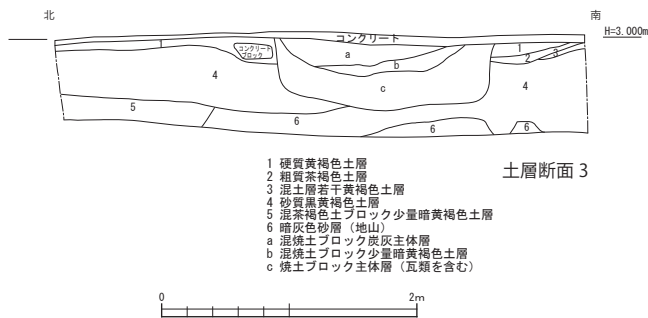 北
南
コンクリート
H=3.000m
コンクリート
ブロック
a
b
c
1
2
3
4
4
5
6
6
6
1 硬質黄褐色土層
2 粗質茶褐色土層
3 混土層若干黄褐色土層
4 砂質黒黄褐色土層
5 混茶褐色土ブロック少量暗黄褐色土層
6 暗灰色砂層（地山）
a 混焼土ブロック炭灰主体層
b 混焼土ブロック少量暗黄褐色土層
c 焼土ブロック主体層（瓦類を含む）
土層断面 3
0
2m